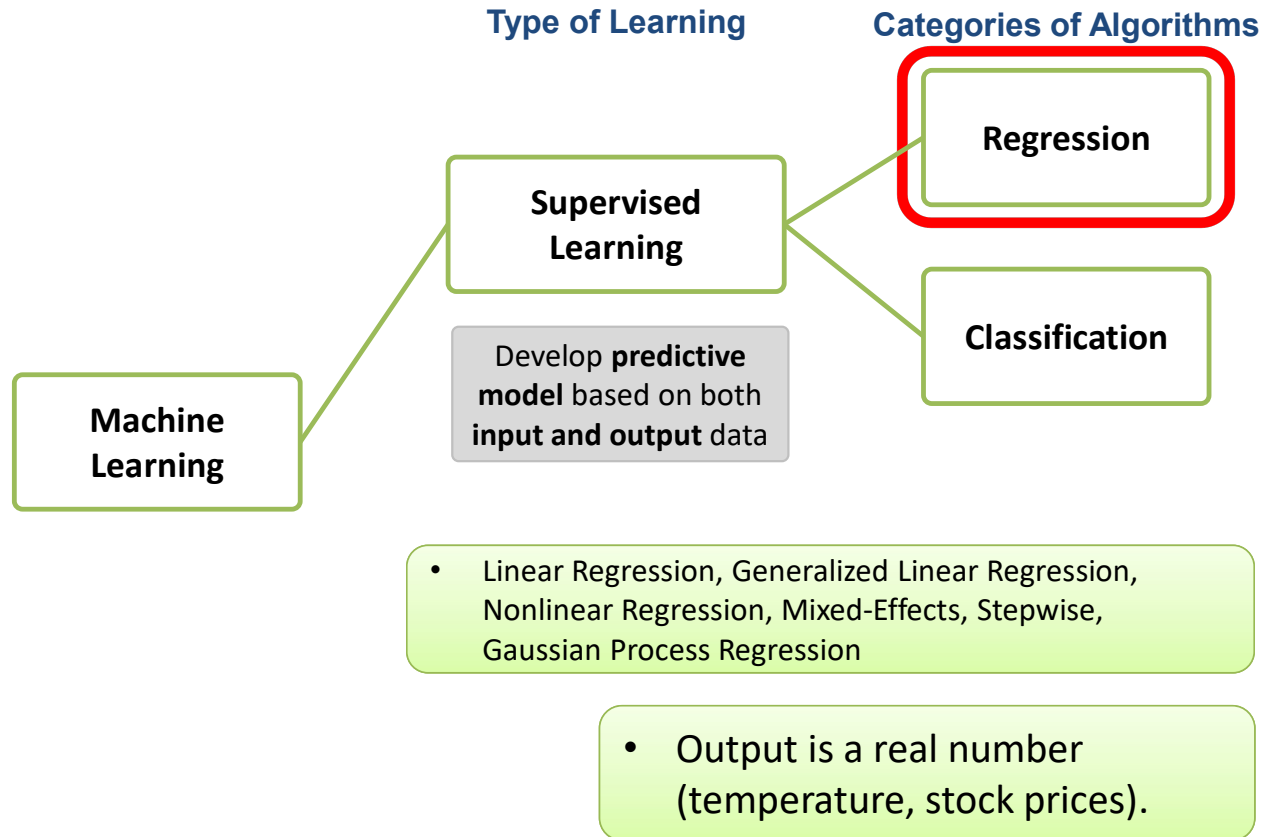 Type of Learning
Categories of Algorithms
Regression
Supervised
Learning
Classification
Develop predictive
model based on both
input and output data
Machine
Learning
• Linear Regression, Generalized Linear Regression,
Nonlinear Regression, Mixed-Effects, Stepwise,
Gaussian Process Regression
• Output is a real number
(temperature, stock prices).